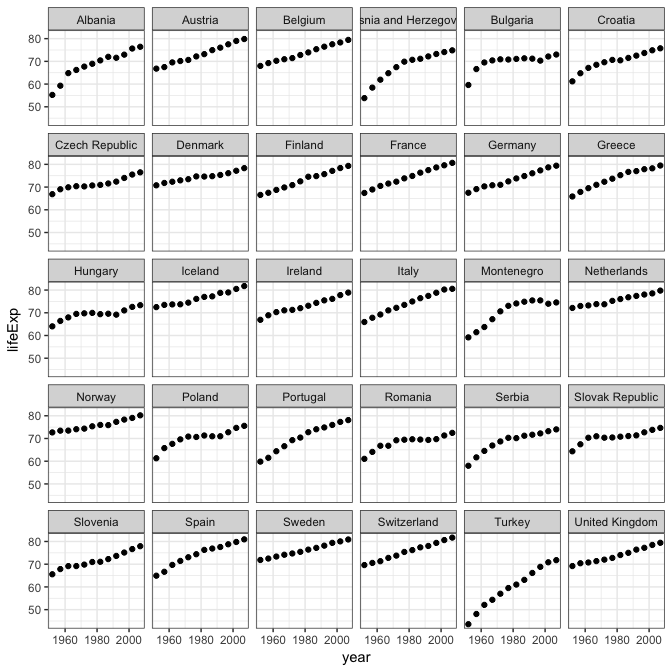 Albania Austria Belgium snia and Herzegov Bulgaria Croatia
80
70
60
50
Czech Republic Denmark Finland France Germany Greece
80
70
60
50
Hungary Iceland Ireland Italy Montenegro Netherlands
80
70
60
50
lifeExp
Norway Poland Portugal Romania Serbia Slovak Republic
80
70
60
50
Slovenia Spain Sweden Switzerland Turkey United Kingdom
80
70
60
50
1960 1980 2000 1960 1980 2000 1960 1980 2000 1960 1980 2000 1960 1980 2000 1960 1980 2000
year